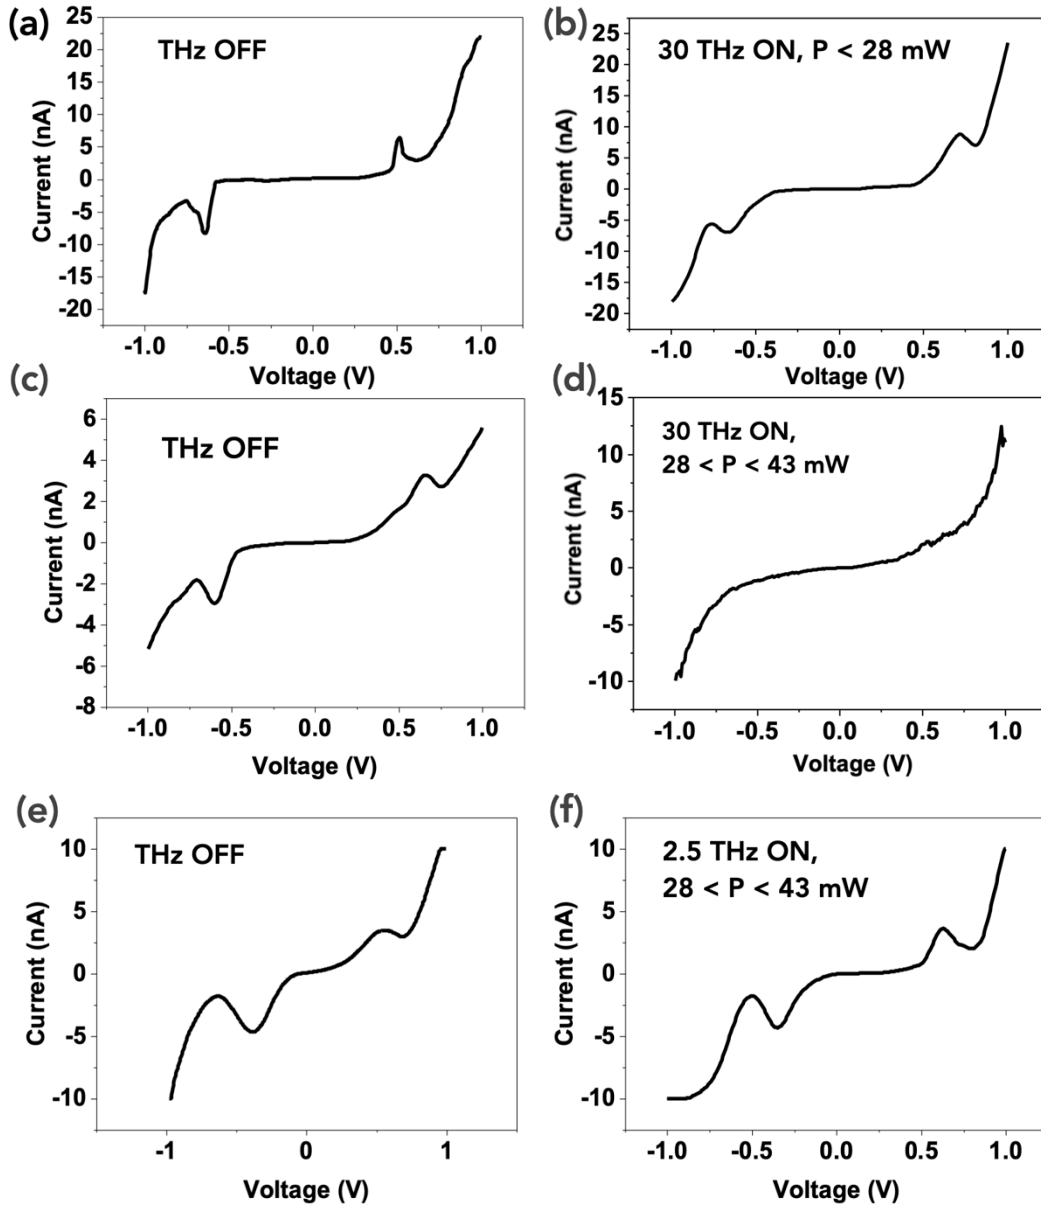 (a)
THz OFF
25
20
15
10
5
0
-5
-10
-15
-20
Current (nA)
-1.0 -0.5 0.0 0.5 1.0
Voltage (V)
(b)
30 THz ON, P < 28 mW
25
20
15
10
5
0
-5
-10
-15
-20
Current (nA)
-1.0 -0.5 0.0 0.5 1.0
Voltage (V)
(c)
THz OFF
6
4
2
0
-2
-4
-6
-8
Current (nA)
-1.0 -0.5 0.0 0.5 1.0
Voltage (V)
(d)
30 THz ON,
28 < P < 43 mW
15
10
5
0
-5
-10
Current (nA)
-1.0 -0.5 0.0 0.5 1.0
Voltage (V)
(e)
THz OFF
10
5
0
-5
-10
Current (nA)
-1 0 1
Voltage (V)
(f)
2.5 THz ON,
28 < P < 43 mW
10
5
0
-5
-10
Current (nA)
-1.0 -0.5 0.0 0.5 1.0
Voltage (V)